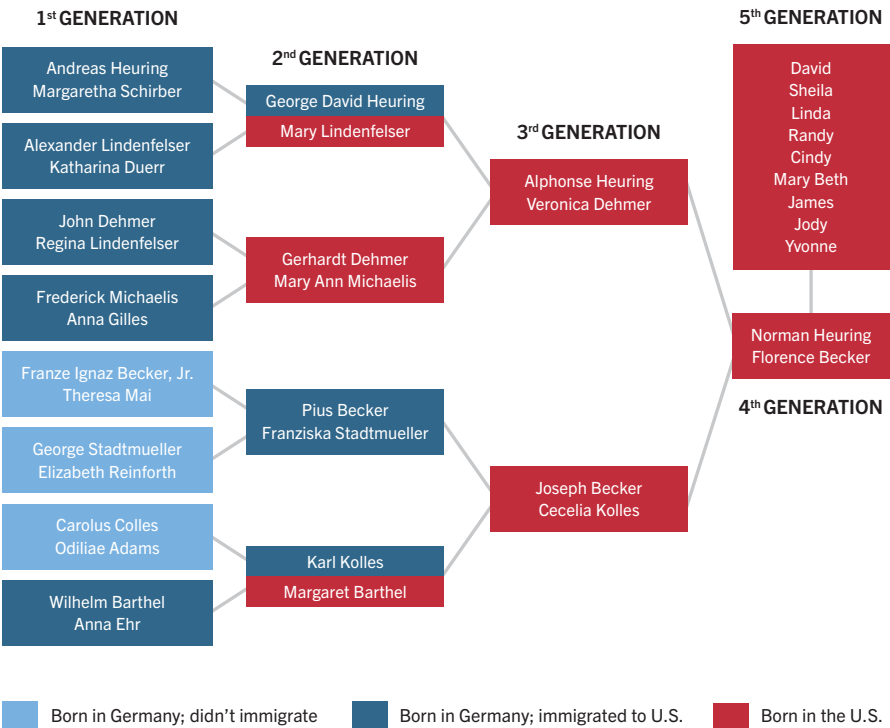 1st GENERATION
Andreas Heuring
Margaretha Schirber
Alexander Lindenfelser
Katharina Duerr
John Dehmer
Regina Lindenfelser
Frederick Michaelis
Anna Gilles
Franze Ignaz Becker, Jr.
Theresa Mai
George Stadtmueller
Elizabeth Reinforth
Carolus Colles
Odiliae Adams
Wilhelm Barthel
Anna Ehr
2nd GENERATION
George David Heuring
Mary Lindenfelser
Gerhardt Dehmer
Mary Ann Michaelis
Pius Becker
Franziska Stadtmueller
Karl Kolles
Margaret Barthel
3rd GENERATION
Alphonse Heuring
Veronica Dehmer
Joseph Becker
Cecelia Kolles
5th GENERATION
David
Sheila
Linda
Randy
Cindy
Mary Beth
James
Jody
Yvonne
Norman Heuring
Florence Becker
4th GENERATION
Born in Germany; didn't immigrate
Born in Germany; immigrated to U.S.
Born in the U.S.